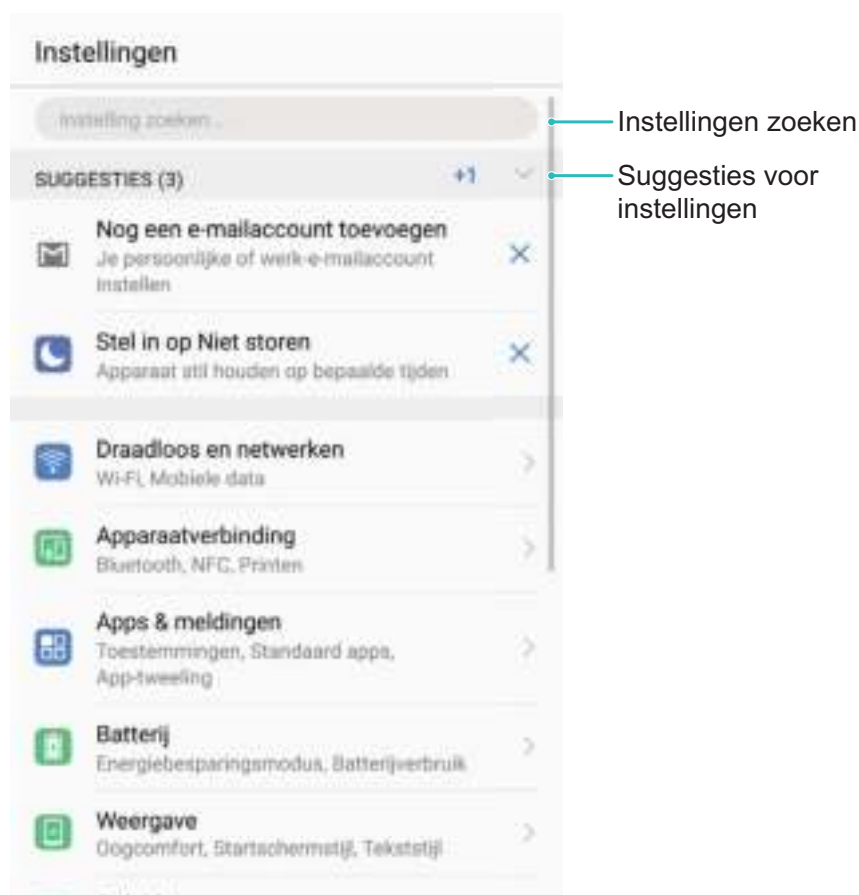 Instellingen
Instelling zoeken...
Instellingen zoeken
SUGGESTIES (3) +1
Suggesties voor
instellingen
Nog een e-mailaccount toevoegen
Je persoonlijke of werk-e-mailaccount
instellen
Stel in op Niet storen
Apparaat stil houden op bepaalde tijden
Draadloos en netwerken
Wi-Fi, Mobiele data
Apparaatverbinding
Bluetooth, NFC, Printen
Apps & meldingen
Toestemmingen, Standaard apps,
App-tweeling
Batterij
Energiebesparingsmodus, Batterijverbruik
Weergave
Oogcomfort, Startschermstijl, Tekststijl